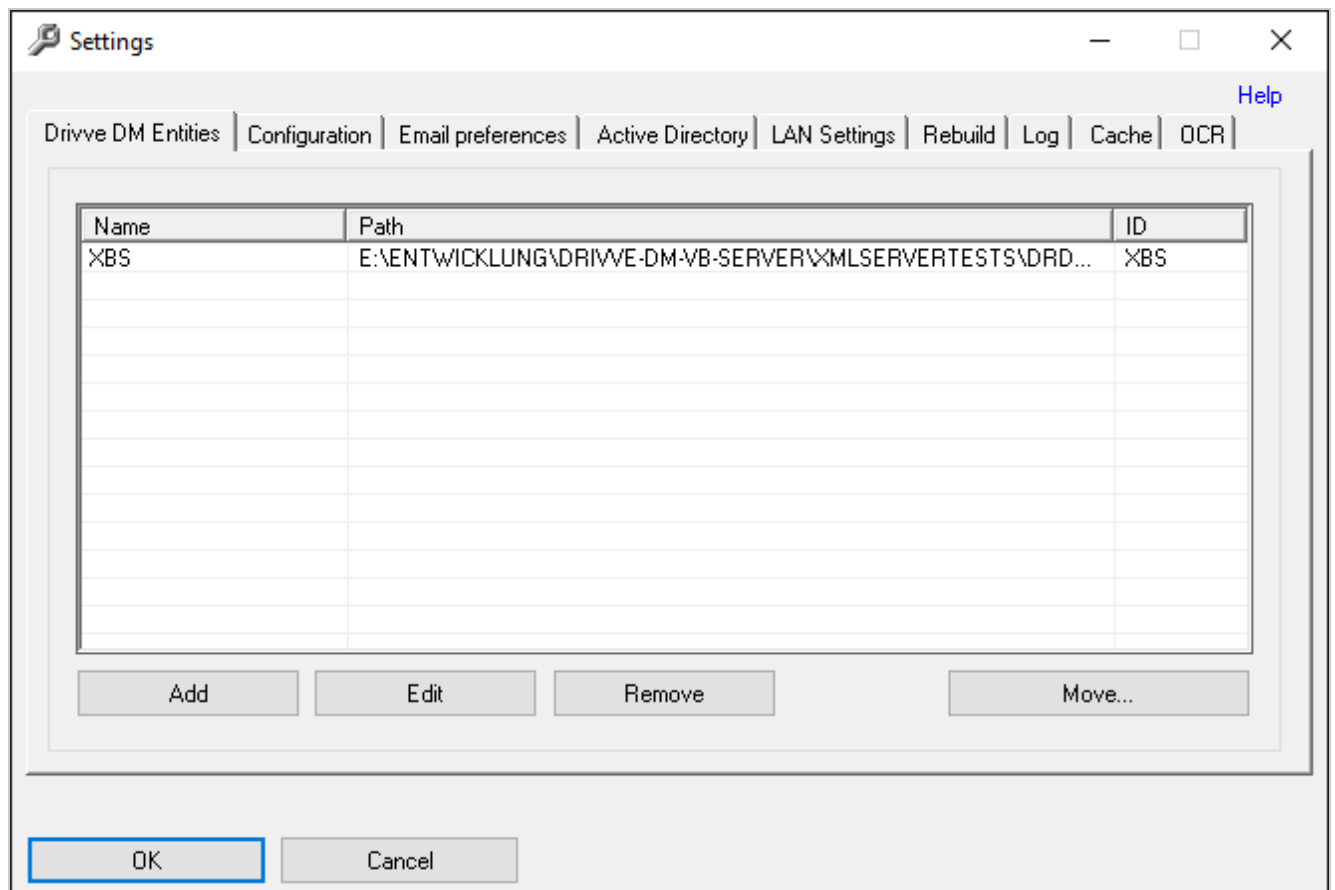 Settings
Help
Drivve DM Entities Configuration Email preferences Active Directory LAN Settings Rebuild Log Cache OCR
Name Path ID
XBS E:\ENTWICKLUNG\DRIVVE-DM-VB-SERVER\XMLSERVERTESTS\DRD... XBS
Add Edit Remove Move...
OK Cancel